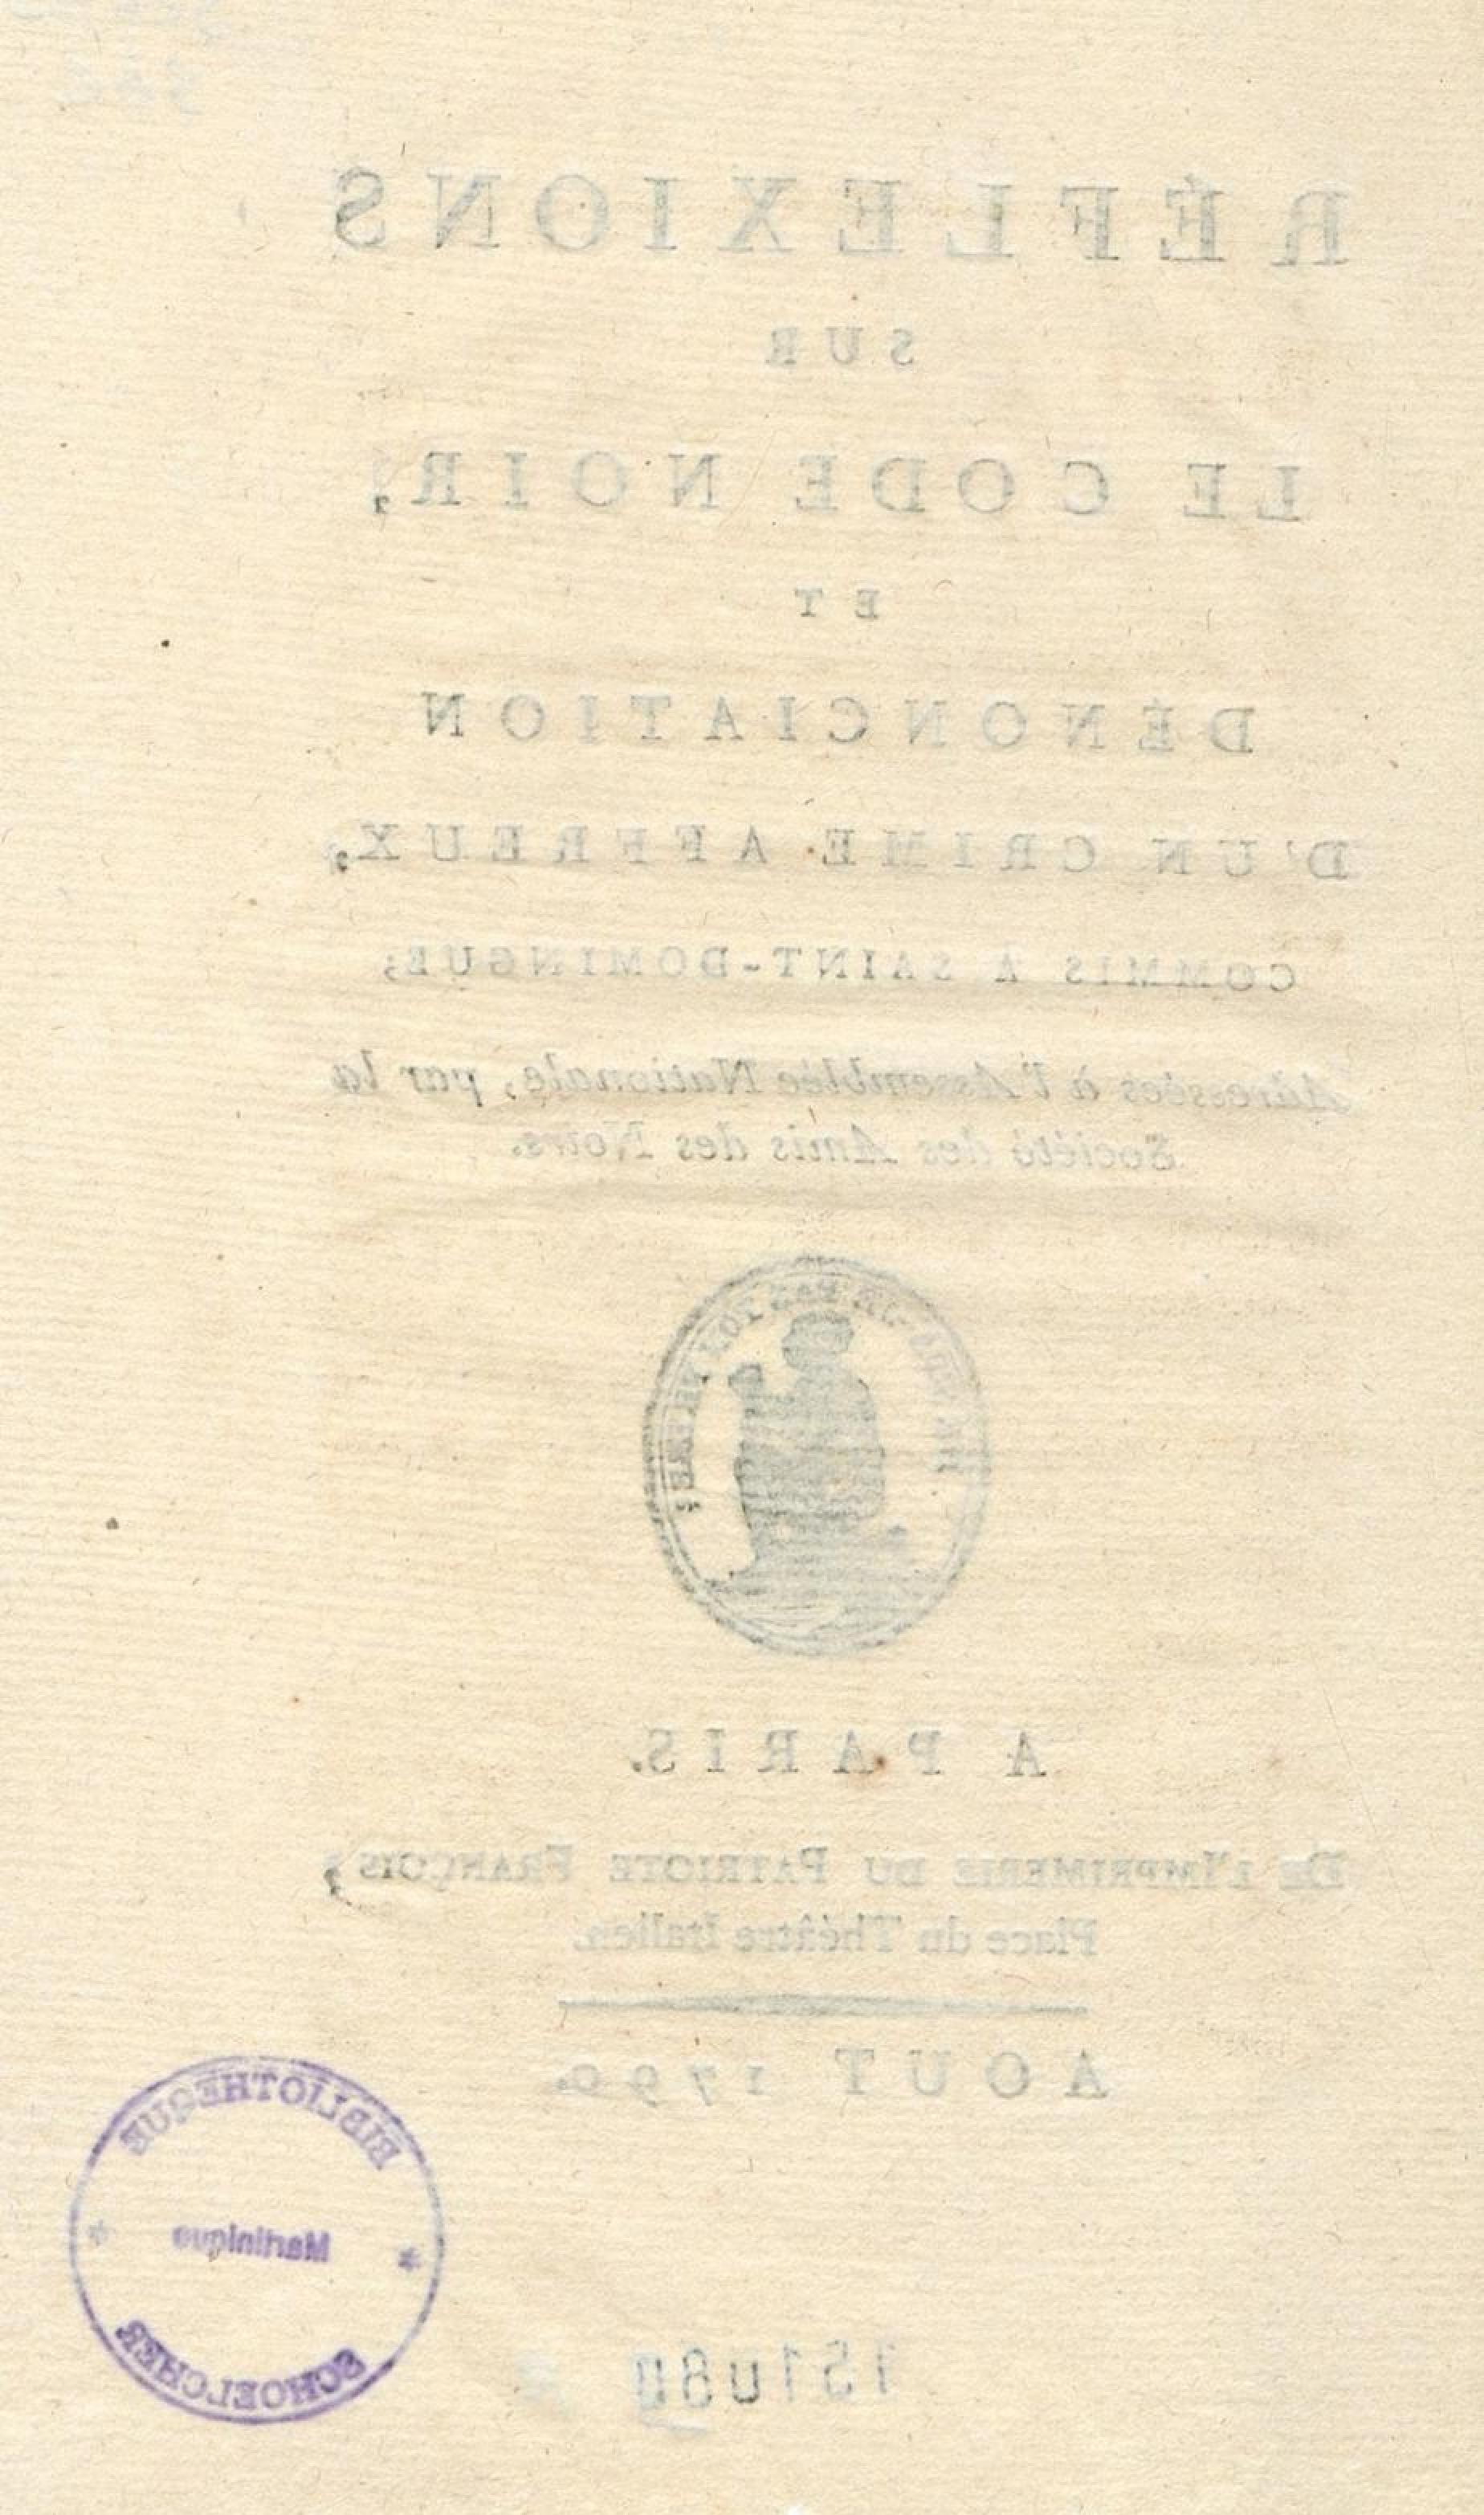 RÉFLEXIONS
SUR
LE CODE NOIR,
ET
DÉNONCIATION
D'UN CRIME AFFREUX,
COMMIS A SAINT-DOMINGUE;
Adressées à l'Assemblée Nationale, par la
Société des Amis des Noirs.
A PARIS.
DE L'IMPRIMERIE DU PATRIOTE FRANÇOIS,
Place du Théâtre Italien.
AOUT 1790.
BIBLIOTHEQUE
Martinique
SCHOELCHER